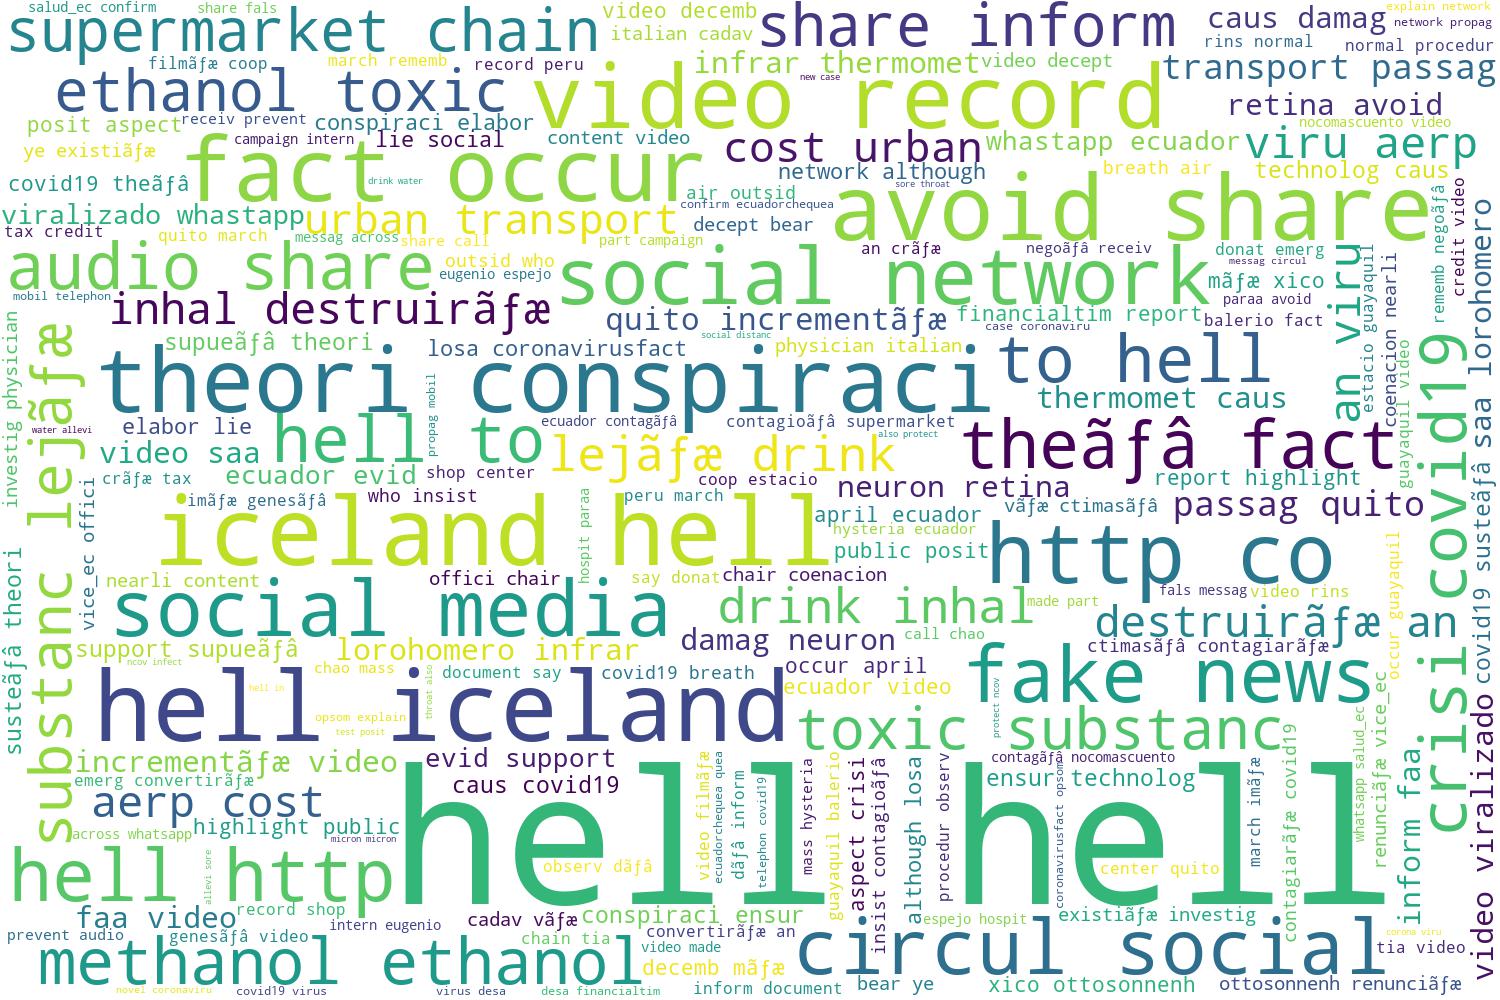 salud_ec confirm
share fals
video decemb
share inform
caus damag
explain network
supermarket chain
italian cadav
rins normal
network propag
normal procedur
filmãƒæ coop
march rememb
record peru
infrar thermomet
video decept
transport passag
ethanol toxic
video record
new case
retina avoid
posit aspect
receiv prevent
conspiraci elabor
content video
nocomascuento video
campaign intern
lie social
cost urban
whastapp ecuador
viru aerp
ye existiãƒæ
fact occur
network although
breath air
technolog caus
covid19 theãƒâ
drink water
air outsid
sore throat
avoid share
viralizado whastapp
urban transport
confirm ecuadorchequea
decept bear
tax credit
quito march
messag across
share call
outsid who
part campaign
an crãƒæ
negoãƒâ receiv
donat emerg
audio share
eugenio espejo
social network
messag circul
mãƒæ xico
mobil telephon
inhal destruirãƒæ
quito incrementãƒæ
financialtim report
paraa avoid
balerio fact
case coronaviru
social distanc
supueãƒâ theori
losa coronavirusfact
physician italian
to hell
theori conspiraci
thermomet caus
an viru
estacio guayaquil
coenacion nearli
rememb negoãƒâ
credit video
saa lorohomero
investig physician
substanc lejãƒæ
water allevi
elabor lie
hell to
propag mobil
ecuador contagãƒâ
contagioãƒâ supermarket
also protect
theãƒâ fact
video saa
lejãƒæ drink
crãƒæ tax
ecuador evid
shop center
coop estacio
neuron retina
report highlight
guayaquil video
imãƒæ genesãƒâ
who insist
peru march
vãƒæ ctimasãƒâ
passag quito
iceland hell
april ecuador
hysteria ecuador
http co
public posit
hospit paraa
vice_ec offici
nearli content
offici chair
say donat
chair coenacion
fals messag
video rins
social media
drink inhal
made part
destruirãƒæ an
susteãƒâ theori
support supueãƒâ
lorohomero infrar
damag neuron
call chao
ctimasãƒâ contagiarãƒæ
occur guayaquil
crisi covid19
covid19 susteãƒâ
ncov infect
chao mass
throat also
document say
covid19 breath
occur april
fake news
hell in
hell iceland
ecuador video
opsom explain
test posit
protect ncov
toxic substanc
incrementãƒæ video
evid support
contagãƒâ nocomascuento
ensur technolog
emerg convertirãƒæ
caus covid19
aerp cost
hell hell
video filmãƒæ
ecuadorchequea quea
dãƒâ inform
telephon covid19
mass hysteria
guayaquil balerio
aspect crisi
insist contagioãƒâ
although losa
procedur observ
coronavirusfact opsom
march imãƒæ
contagiarãƒæ covid19
whatsapp salud_ec
renunciãƒæ vice_ec
inform faa
video viralizado
across whatsapp
highlight public
micron micron
allevi sore
hell http
observ dãƒâ
center quito
faa video
record shop
cadav vãƒæ
conspiraci ensur
espejo hospit
existiãƒæ investig
corona viru
prevent audio
genesãƒâ video
intern eugenio
chain tia
convertirãƒæ an
video made
circul social
tia video
methanol ethanol
decemb mãƒæ
inform document
bear ye
xico ottosonnenh
ottosonnenh renunciãƒæ
novel coronaviru
covid19 virus
virus desa
desa financialtim